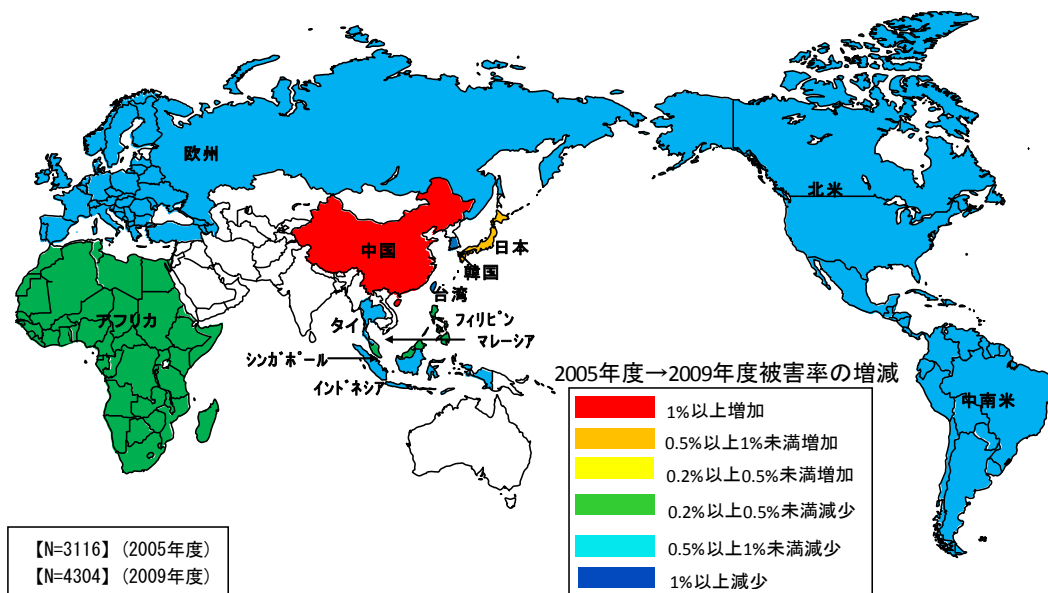 欧州
北米
中国
日本
韓国
台湾
アフリカ
タイ
ﾌｨﾘﾋﾟﾝ
ﾏﾚｰｼｱ
ｼﾝｶﾞﾎﾟｰﾙ
ｲﾝﾄﾞﾈｼｱ
中南米
2005年度→2009年度被害率の増減
1%以上増加
0.5%以上1%未満増加
0.2%以上0.5%未満増加
0.2%以上0.5%未満減少
0.5%以上1%未満減少
1%以上減少
【N=3116】(2005年度)
【N=4304】(2009年度)